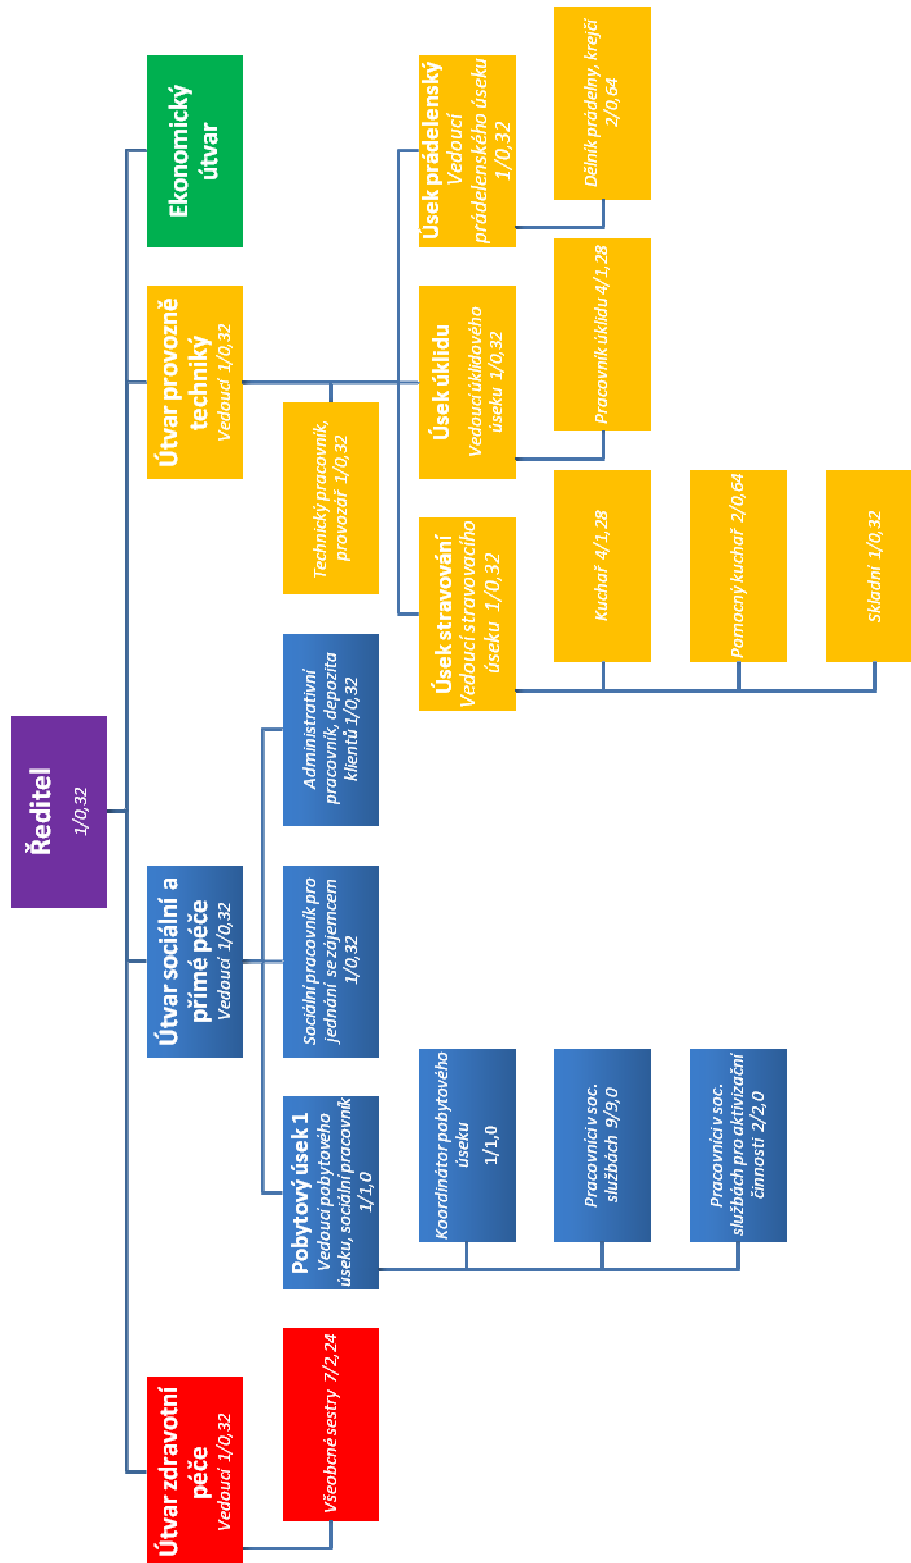 Ředitel
1/0,32
Útvar zdravotní
péče
Vedoucí 1/0,32
Všeobecné sestry 7/2,24
Útvar sociální a
přímé péče
Vedoucí 1/0,32
Pobytový úsek 1
Vedoucí pobytového
úseku, sociální pracovník
1/1,0
Koordinátor pobytového
úseku
1/1,0
Pracovníci v soc.
službách 9/9,0
Pracovníci v soc.
službách pro aktivizační
činnosti 2/2,0
Sociální pracovník pro
jednání se zájemcem
1/0,32
Administrativní
pracovník, depozita
klientů 1/0,32
Útvar provozně
techniký
Vedoucí 1/0,32
Technický pracovník,
provozář 1/0,32
Úsek stravování
Vedoucí stravovacího
úseku 1/0,32
Kuchař 4/1,28
Pomocný kuchař 2/0,64
Skladní 1/0,32
Úsek úklidu
Vedoucí úklidového
úseku 1/0,32
Pracovník úklidu 4/1,28
Úsek prádelenský
Vedoucí
prádelenského úseku
1/0,32
Dělník prádelny, krejčí
2/0,64
Ekonomický
útvar